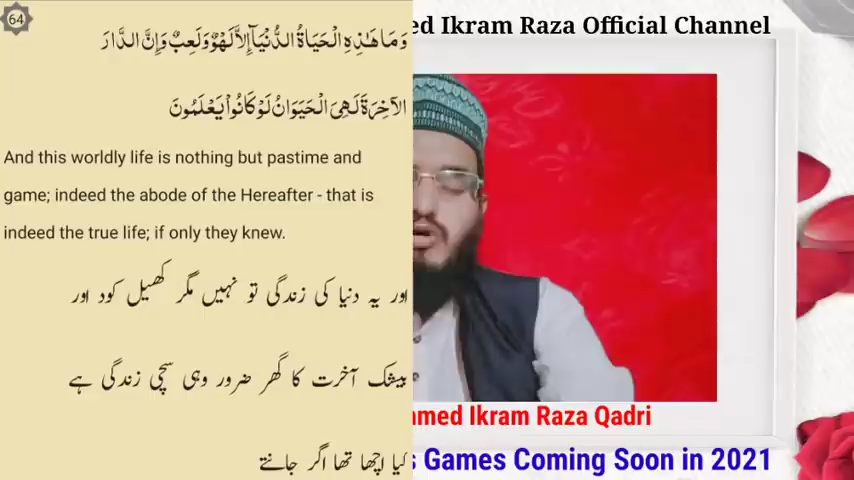 64
وَمَا هَٰذِهِ الْحَيَاةُ الدُّنْيَا إِلَّا لَهْوٌ وَلَعِبٌ وَإِنَّ الدَّارَ
الْآخِرَةَ لَهِيَ الْحَيَوَانُ لَوْ كَانُوا يَعْلَمُونَ
And this worldly life is nothing but pastime and
game; indeed the abode of the Hereafter - that is
indeed the true life; if only they knew.
اور یہ دنیا کی زندگی تو نہیں مگر کھیل کود اور
بیشک آخرت کا گھر ضرور وہی سچی زندگی ہے
کیا اچھا تھا اگر جانتے
ed Ikram Raza Official Channel
med Ikram Raza Qadri
s Games Coming Soon in 2021